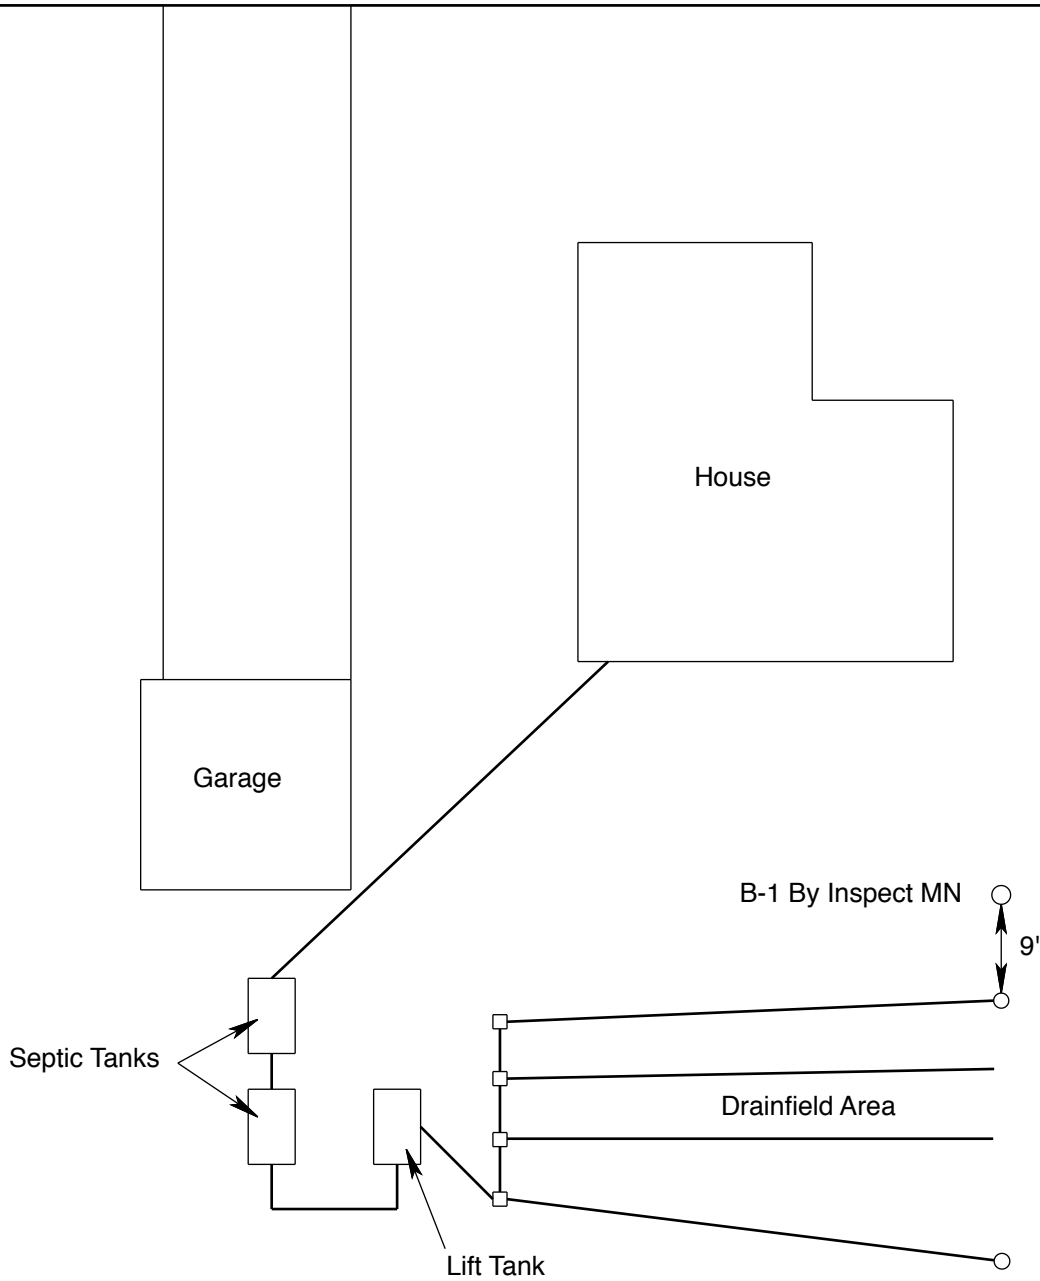 House
Garage
B-1 By Inspect MN
9'
Septic Tanks
Drainfield Area
Lift Tank